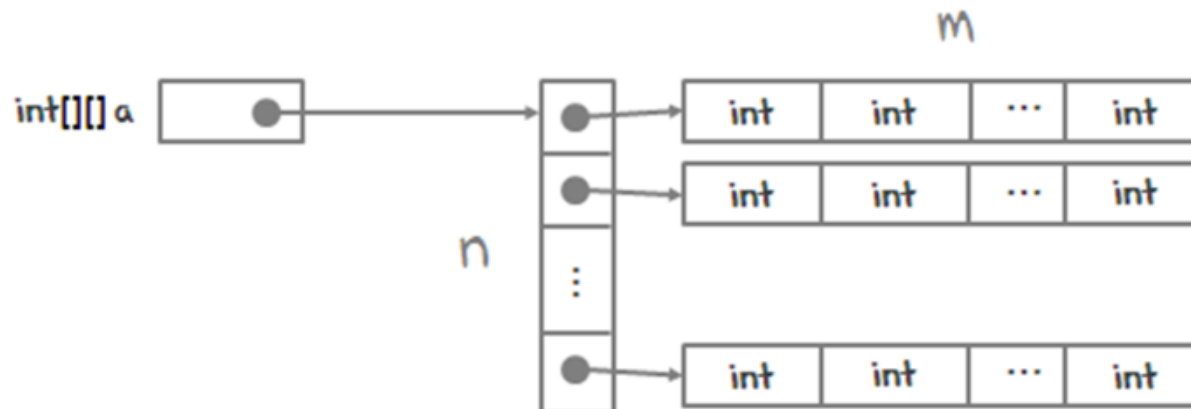 m
int[][] a
int int ... int
int int ... int
n
⋮
int int ... int